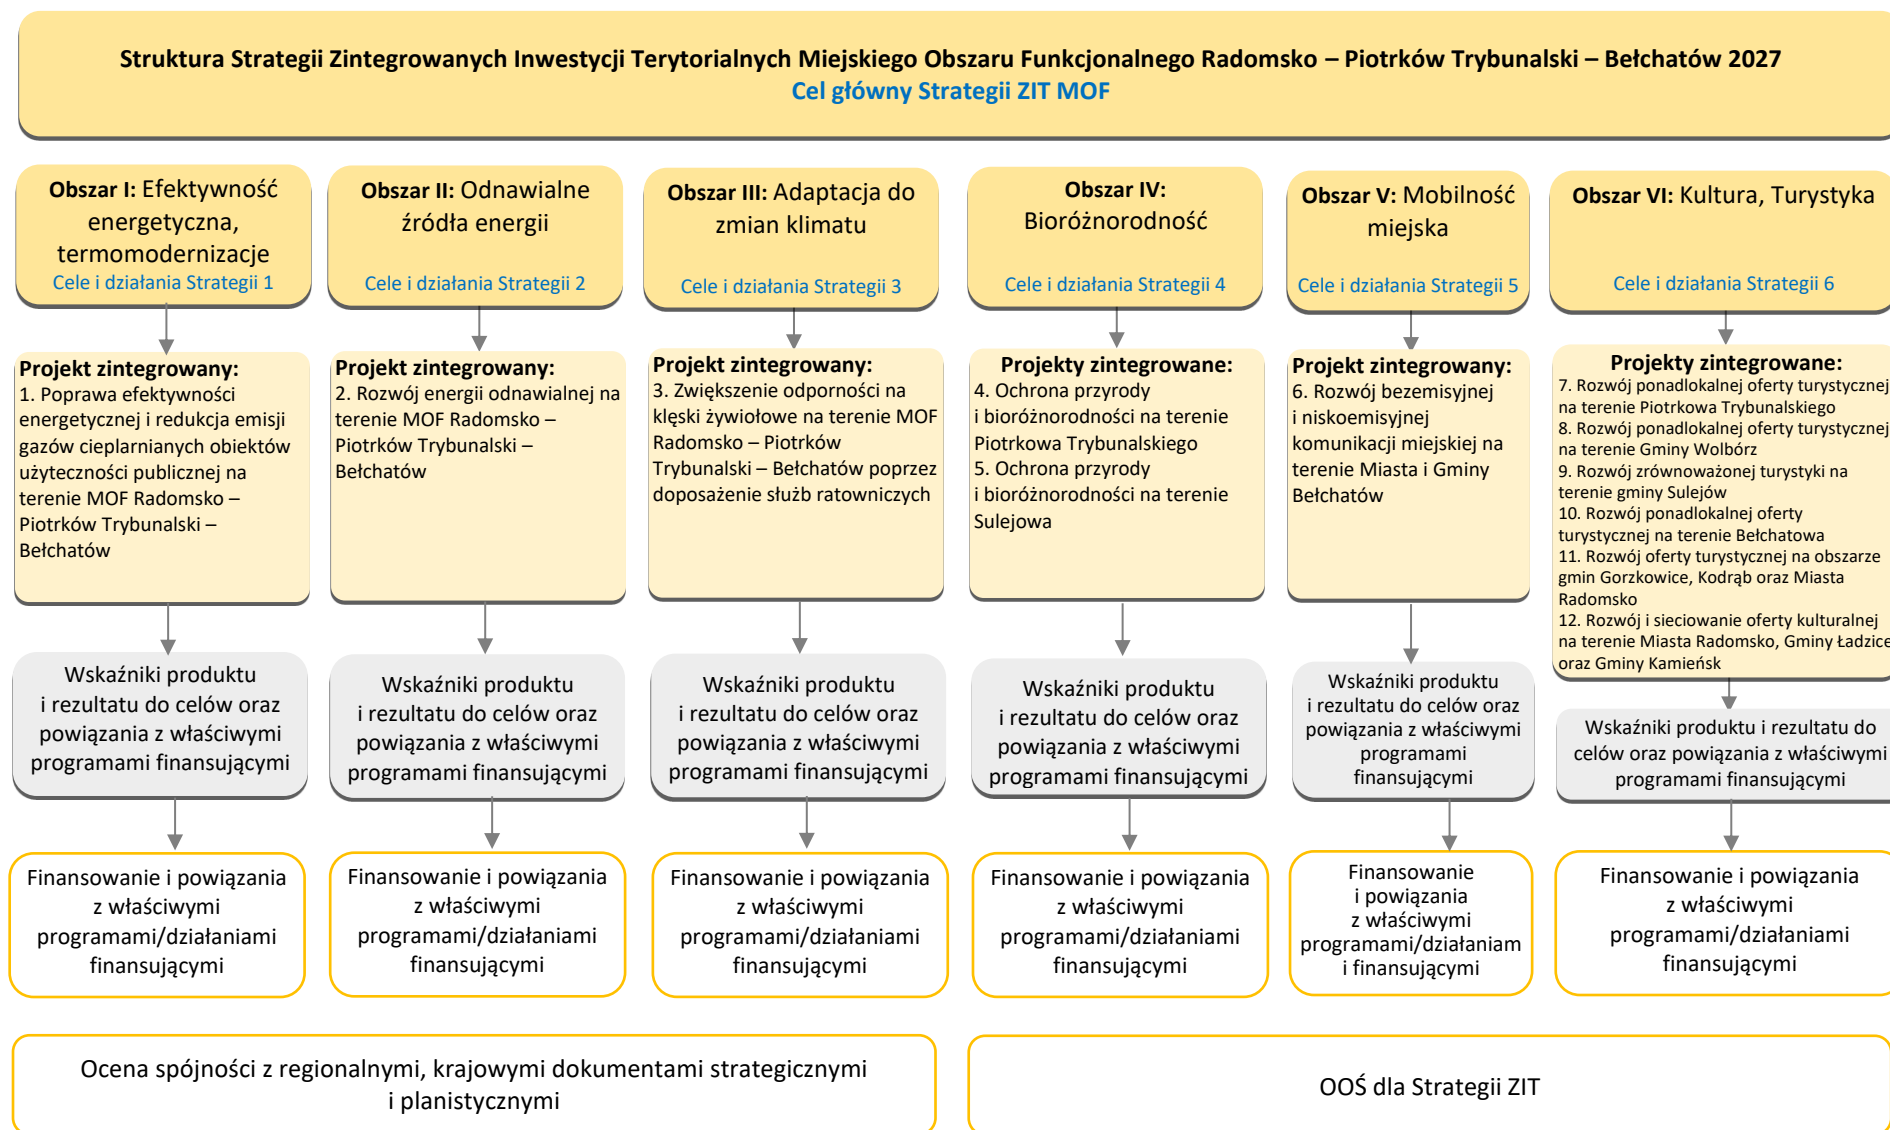 Struktura Strategii Zintegrowanych Inwestycji Terytorialnych Miejskiego Obszaru Funkcjonalnego Radomsko – Piotrków Trybunalski – Bełchatów 2027
Cel główny Strategii ZIT MOF
Obszar I: Efektywność
energetyczna,
termomodernizacje
Cele i działania Strategii 1
Obszar II: Odnawialne
źródła energii
Cele i działania Strategii 2
Obszar III: Adaptacja do
zmian klimatu
Cele i działania Strategii 3
Obszar IV:
Bioróżnorodność
Cele i działania Strategii 4
Obszar V: Mobilność
miejska
Cele i działania Strategii 5
Obszar VI: Kultura, Turystyka
Cele i działania Strategii 6
Projekt zintegrowany:
1. Poprawa efektywności
energetycznej i redukcja emisji
gazów cieplarnianych obiektów
użyteczności publicznej na
terenie MOF Radomsko –
Piotrków Trybunalski –
Bełchatów
Projekt zintegrowany:
2. Rozwój energii odnawialnej na
terenie MOF Radomsko –
Piotrków Trybunalski –
Bełchatów
Projekt zintegrowany:
3. Zwiększenie odporności na
klęski żywiołowe na terenie MOF
Radomsko – Piotrków
Trybunalski – Bełchatów poprzez
doposażenie służb ratowniczych
Projekty zintegrowane:
4. Ochrona przyrody
i bioróżnorodności na terenie
Piotrkowa Trybunalskiego
5. Ochrona przyrody
i bioróżnorodności na terenie
Sulejowa
Projekt zintegrowany:
6. Rozwój bezemisyjnej
i niskoemisyjnej
komunikacji miejskiej na
terenie Miasta i Gminy
Bełchatów
Projekty zintegrowane:
7. Rozwój ponadlokalnej oferty turystycznej
na terenie Piotrkowa Trybunalskiego
8. Rozwój ponadlokalnej oferty turystycznej
na terenie Gminy Wolbórz
9. Rozwój zrównoważonej turystyki na
terenie gminy Sulejów
10. Rozwój ponadlokalnej oferty
turystycznej na terenie Bełchatowa
11. Rozwój oferty turystycznej na obszarze
gmin Gorzkowice, Kodrąb oraz Miasta
Radomsko
12. Rozwój i sieciowanie oferty kulturalnej
na terenie Miasta Radomsko, Gminy Ładzice
oraz Gminy Kamieńsk
Wskaźniki produktu
i rezultatu do celów oraz
powiązania z właściwymi
programami finansującymi
Wskaźniki produktu
i rezultatu do celów oraz
powiązania z właściwymi
programami finansującymi
Wskaźniki produktu
i rezultatu do celów oraz
powiązania z właściwymi
programami finansującymi
Wskaźniki produktu
i rezultatu do celów oraz
powiązania z właściwymi
programami finansującymi
Wskaźniki produktu
i rezultatu do celów oraz
powiązania z właściwymi
programami
finansującymi
Wskaźniki produktu i rezultatu do
celów oraz powiązania z właściwymi
programami finansującymi
Finansowanie i powiązania
z właściwymi
programami/działaniami
finansującymi
Finansowanie i powiązania
z właściwymi
programami/działaniami
finansującymi
Finansowanie i powiązania
z właściwymi
programami/działaniami
finansującymi
Finansowanie i powiązania
z właściwymi
programami/działaniami
finansującymi
Finansowanie
i powiązania
z właściwymi
programami/działaniam
i finansującymi
Finansowanie i powiązania
z właściwymi
programami/działaniami
finansującymi
Ocena spójności z regionalnymi, krajowymi dokumentami strategicznymi
i planistycznymi
OOŚ dla Strategii ZIT